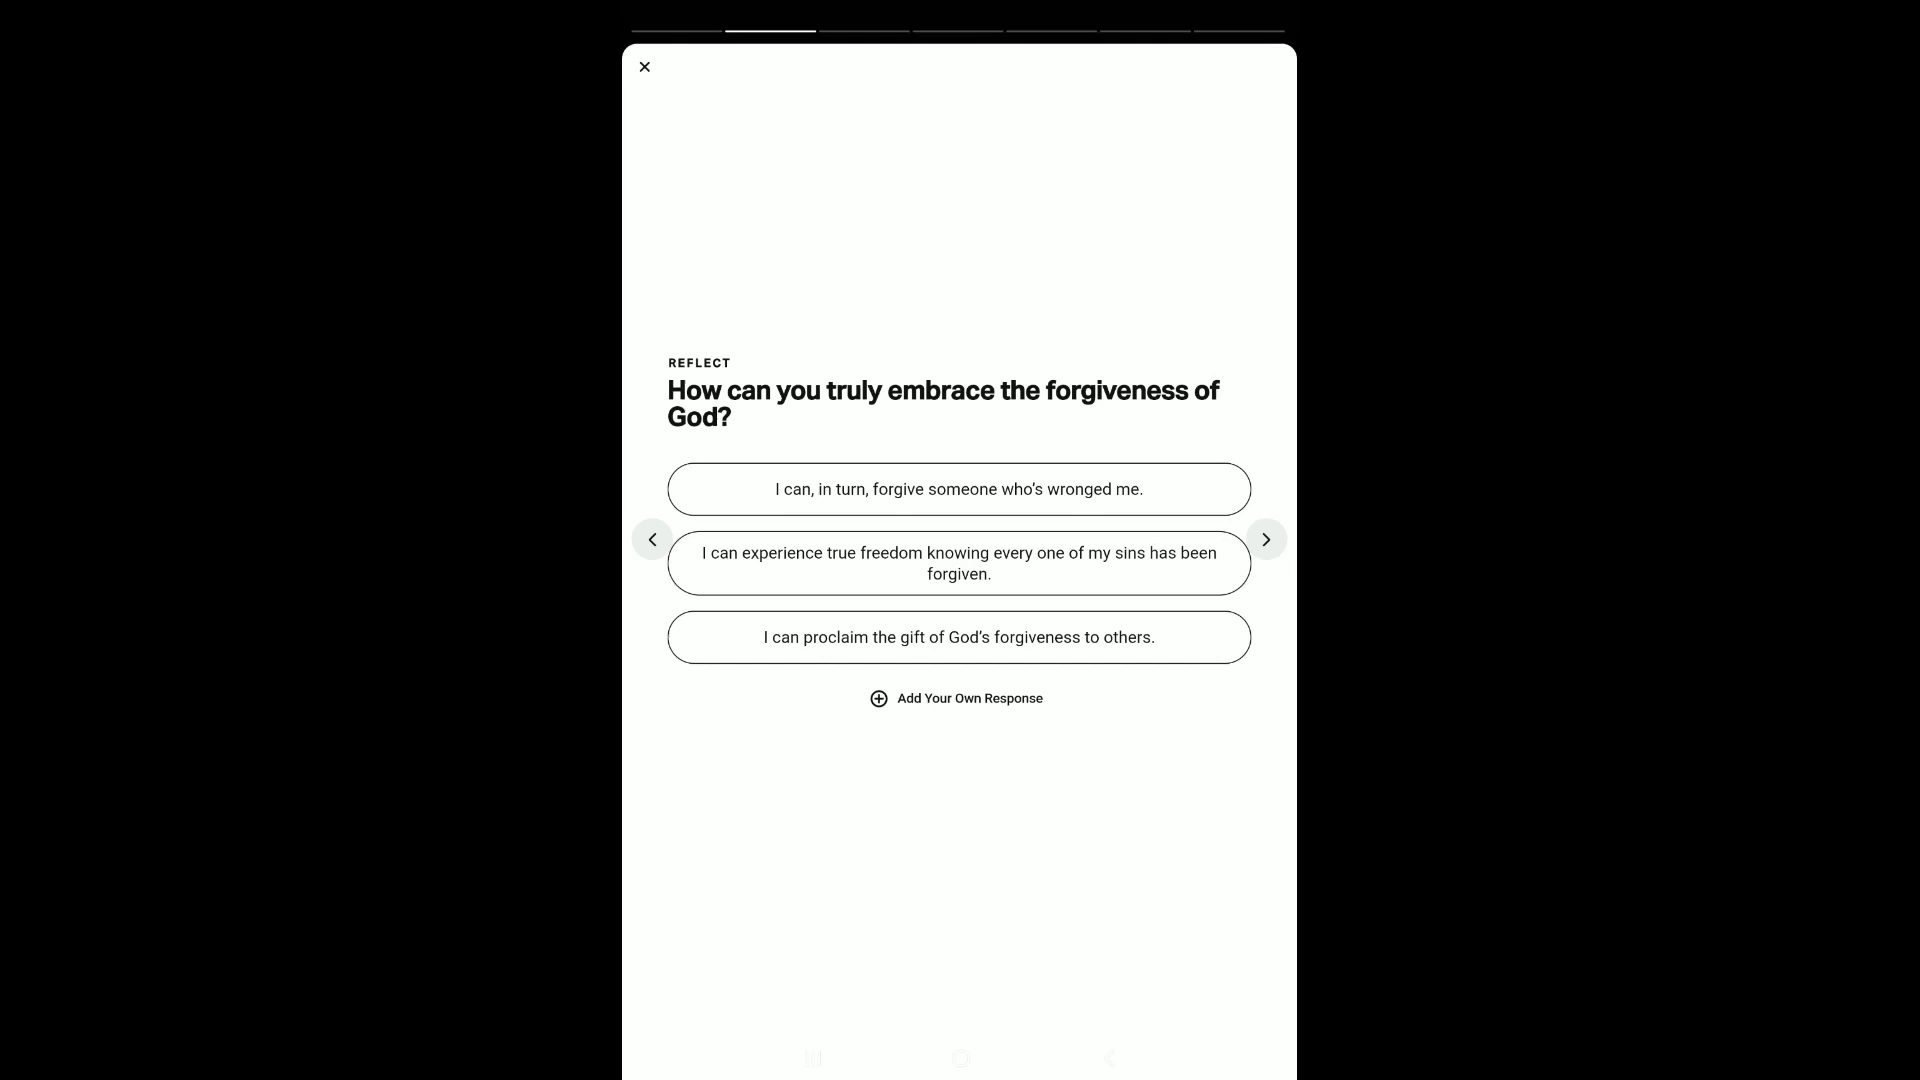 REFLECT
How can you truly embrace the forgiveness of
God?
I can, in turn, forgive someone who’s wronged me.
I can experience true freedom knowing every one of my sins has been
forgiven.
I can proclaim the gift of God’s forgiveness to others.
Add Your Own Response